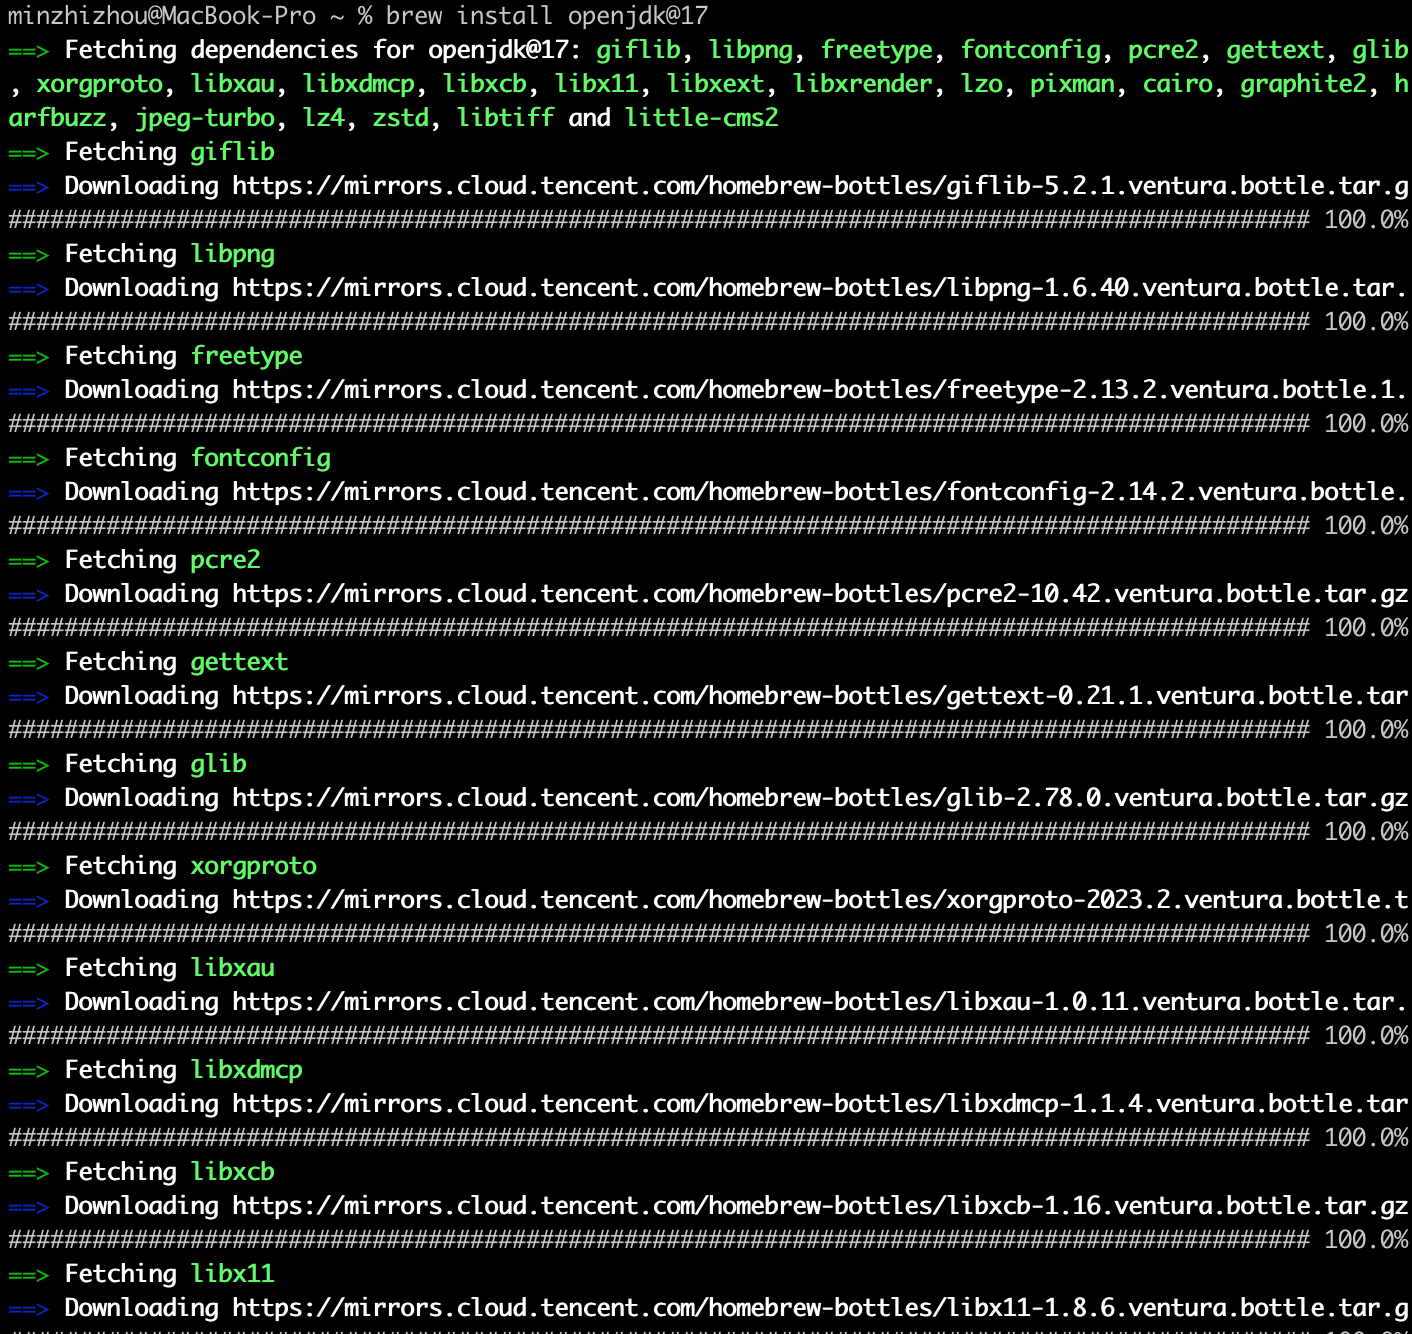 minzhizhou@MacBook-Pro ~ % brew install openjdk@17
==> Fetching dependencies for openjdk@17: giflib, libpng, freetype, fontconfig, pcre2, gettext, glib
, xorgproto, libxau, libxdmcp, libxcb, libx11, libxext, libxrender, lzo, pixman, cairo, graphite2, h
arfbuzz, jpeg-turbo, lz4, zstd, libtiff and little-cms2
==> Fetching giflib
==> Downloading https://mirrors.cloud.tencent.com/homebrew-bottles/giflib-5.2.1.ventura.bottle.tar.g
############################################################################################# 100.0%
==> Fetching libpng
==> Downloading https://mirrors.cloud.tencent.com/homebrew-bottles/libpng-1.6.40.ventura.bottle.tar.
############################################################################################# 100.0%
==> Fetching freetype
==> Downloading https://mirrors.cloud.tencent.com/homebrew-bottles/freetype-2.13.2.ventura.bottle.1.
############################################################################################# 100.0%
==> Fetching fontconfig
==> Downloading https://mirrors.cloud.tencent.com/homebrew-bottles/fontconfig-2.14.2.ventura.bottle.
############################################################################################# 100.0%
==> Fetching pcre2
==> Downloading https://mirrors.cloud.tencent.com/homebrew-bottles/pcre2-10.42.ventura.bottle.tar.gz
############################################################################################# 100.0%
==> Fetching gettext
==> Downloading https://mirrors.cloud.tencent.com/homebrew-bottles/gettext-0.21.1.ventura.bottle.tar
############################################################################################# 100.0%
==> Fetching glib
==> Downloading https://mirrors.cloud.tencent.com/homebrew-bottles/glib-2.78.0.ventura.bottle.tar.gz
############################################################################################# 100.0%
==> Fetching xorgproto
==> Downloading https://mirrors.cloud.tencent.com/homebrew-bottles/xorgproto-2023.2.ventura.bottle.t
############################################################################################# 100.0%
==> Fetching libxau
==> Downloading https://mirrors.cloud.tencent.com/homebrew-bottles/libxau-1.0.11.ventura.bottle.tar.
############################################################################################# 100.0%
==> Fetching libxdmcp
==> Downloading https://mirrors.cloud.tencent.com/homebrew-bottles/libxdmcp-1.1.4.ventura.bottle.tar
############################################################################################# 100.0%
==> Fetching libxcb
==> Downloading https://mirrors.cloud.tencent.com/homebrew-bottles/libxcb-1.16.ventura.bottle.tar.gz
############################################################################################# 100.0%
==> Fetching libx11
==> Downloading https://mirrors.cloud.tencent.com/homebrew-bottles/libx11-1.8.6.ventura.bottle.tar.g